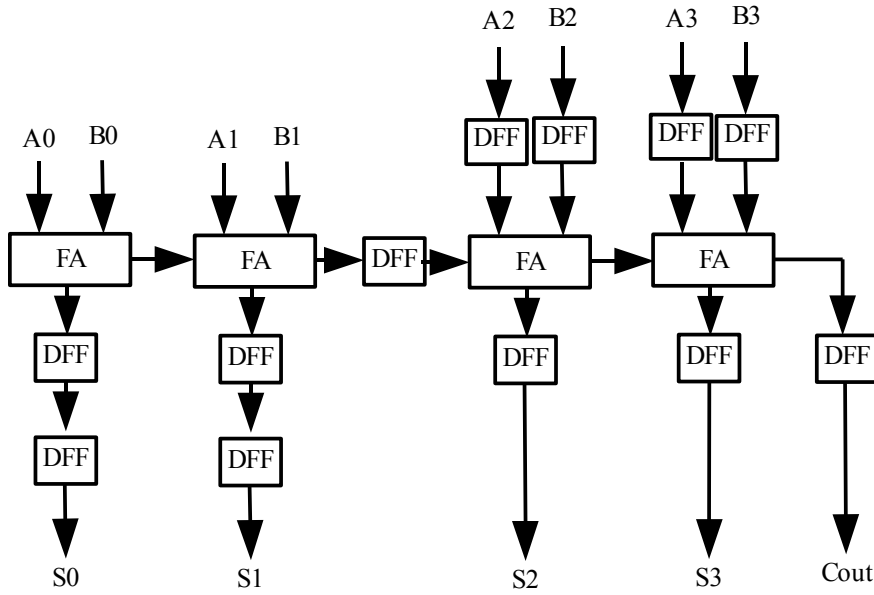 A2 B2 A3 B3
DFF DFF DFF DFF
A0 B0 A1 B1
FA FA DFF FA FA
DFF DFF DFF DFF DFF
DFF DFF
S0 S1 S2 S3 Cout